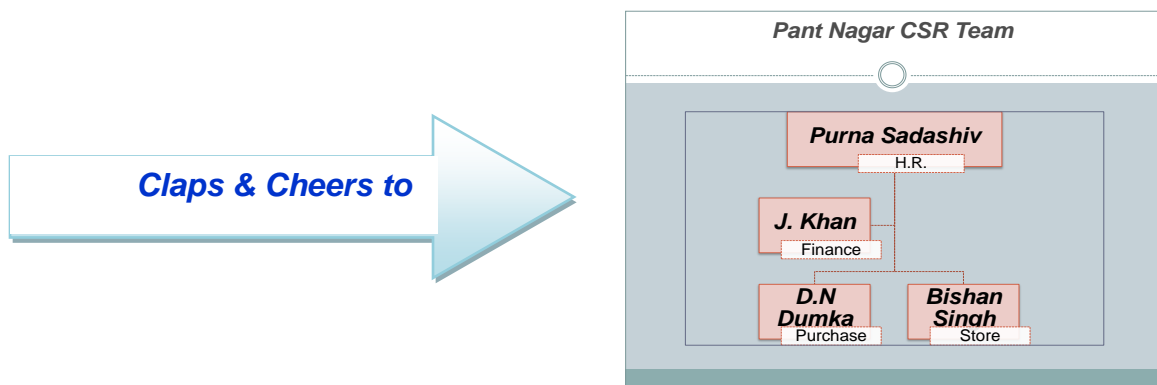 Claps & Cheers to
Pant Nagar CSR Team
Purna Sadashiv
H.R.
J. Khan
Finance
D.N
Dumka
Purchase
Bishan
Singh
Store